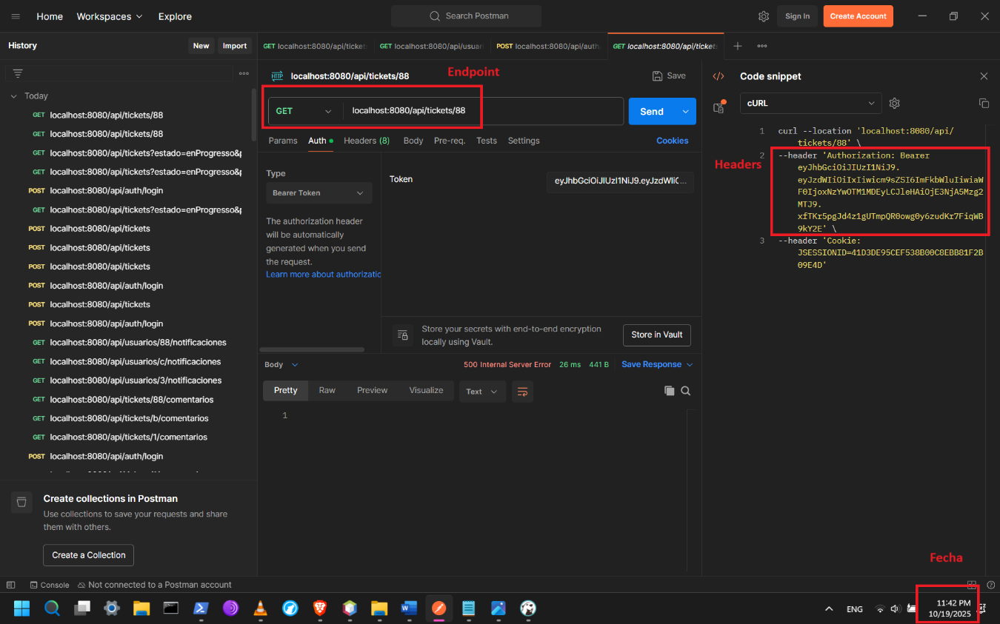 Home Workspaces Explore Search Postman Sign In Create Account
History New Import
GET localhost:8080/api/ticket GET localhost:8080/api/usua POST localhost:8080/api/auth GET localhost:8080/api/ticket
Today
GET localhost:8080/api/tickets/88
GET localhost:8080/api/tickets/88
GET localhost:8080/api/tickets?estado=enProgreso&p
GET localhost:8080/api/tickets?estado=enProgreso&p
POST localhost:8080/api/auth/login
GET localhost:8080/api/tickets?estado=enProgreso&p
POST localhost:8080/api/tickets
POST localhost:8080/api/tickets
POST localhost:8080/api/tickets
POST localhost:8080/api/auth/login
POST localhost:8080/api/tickets
POST localhost:8080/api/auth/login
GET localhost:8080/api/usuarios/88/notificaciones
GET localhost:8080/api/usuarios/c/notificaciones
GET localhost:8080/api/usuarios/3/notificaciones
GET localhost:8080/api/tickets/88/comentarios
GET localhost:8080/api/tickets/b/comentarios
GET localhost:8080/api/tickets/1/comentarios
POST localhost:8080/api/auth/login
Create collections in Postman
Use collections to save your requests and share
them with others.
Create a Collection
HTTP localhost:8080/api/tickets/88 Endpoint Save
GET localhost:8080/api/tickets/88 Send
Params Auth Headers (8) Body Pre-req. Tests Settings Cookies
Type
Bearer Token
Token eyJhbGciOiJIUzI1NiJ9.eyJzdWIiO...
The authorization header
will be automatically
generated when you send
the request.
Learn more about authorizatio
Store your secrets with end-to-end encryption
locally using Vault.
Store in Vault
Body 500 Internal Server Error 26 ms 441 B Save Response
Pretty Raw Preview Visualize Text
1
Code snippet
cURL
1 curl --location 'localhost:8080/api/
tickets/88' \
Headers
2 --header 'Authorization: Bearer
eyJhbGciOiJIUzI1NiJ9.
eyJzdWIiOiIxIiwicm9sZSI6ImFkbWluIiwiaW
F0IjoxNzYwOTM1MDEyLCJleHAiOjE3NjA5Mzg2
MTJ9.
xfTKr5pgJd4z1gUTmpQR0owg0y6zudKr7FiqWB
9kY2E' \
3 --header 'Cookie:
JSESSIONID=41D3DE95CEF538B00C8EBB81F2B
09E4D'
Fecha
Console Not connected to a Postman account
ENG
11:42 PM
10/19/2025